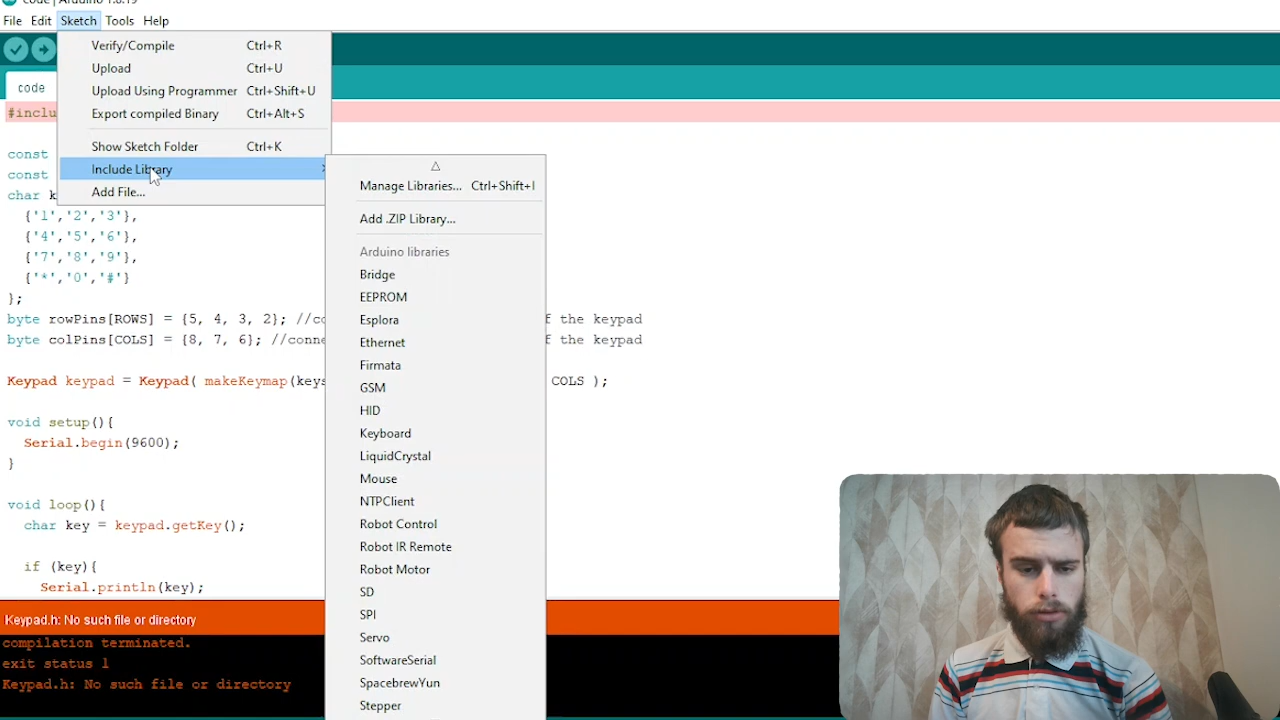 code | Arduino 1.8.19
File Edit Sketch Tools Help
Verify/Compile Ctrl+R
Upload Ctrl+U
Upload Using Programmer Ctrl+Shift+U
Export compiled Binary Ctrl+Alt+S
Show Sketch Folder Ctrl+K
Include Library
Add File...
Manage Libraries... Ctrl+Shift+I
Add .ZIP Library...
Arduino libraries
Bridge
EEPROM
Esplora
Ethernet
Firmata
GSM
HID
Keyboard
LiquidCrystal
Mouse
NTPClient
Robot Control
Robot IR Remote
Robot Motor
SD
SPI
Servo
SoftwareSerial
SpacebrewYun
Stepper
code
#inclu
const
const
char k
{'1','2','3'},
{'4','5','6'},
{'7','8','9'},
{'*','0','#'}
};
byte rowPins[ROWS] = {5, 4, 3, 2}; //co f the keypad
byte colPins[COLS] = {8, 7, 6}; //conne f the keypad
Keypad keypad = Keypad( makeKeymap(keys COLS );
void setup(){
Serial.begin(9600);
}
void loop(){
char key = keypad.getKey();
if (key){
Serial.println(key);
Keypad.h: No such file or directory
compilation terminated.
exit status 1
Keypad.h: No such file or directory